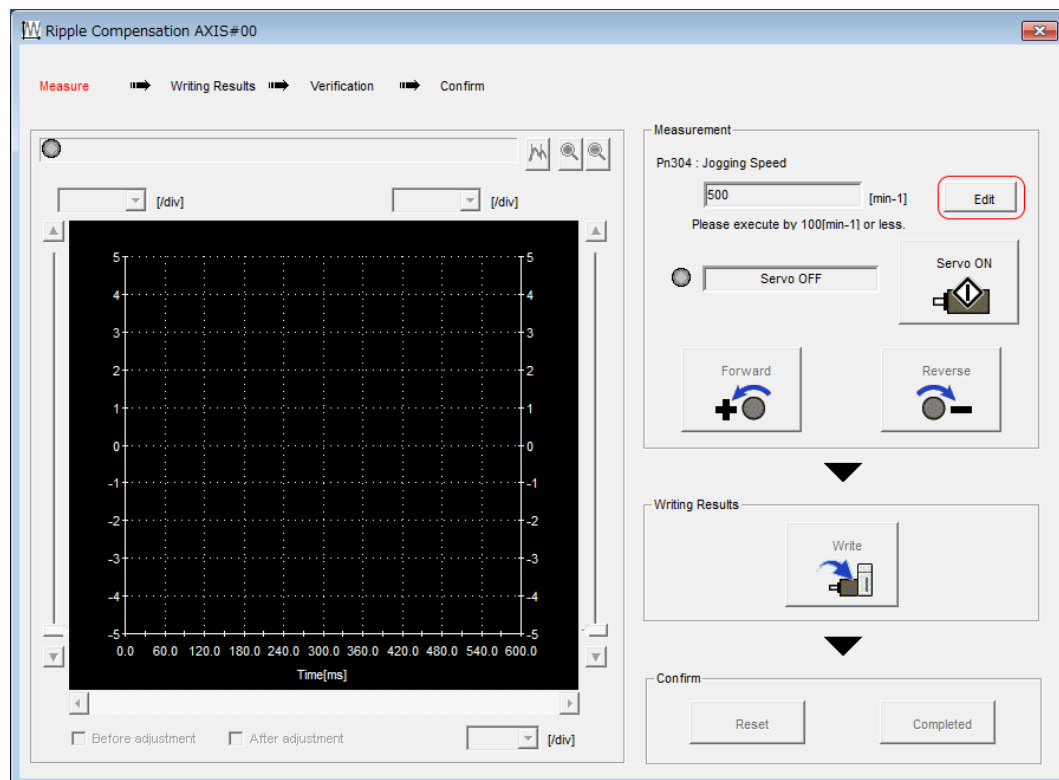 Ripple Compensation AXIS#00
Measure Writing Results Verification Confirm
[/div] [/div]
5 5
4 4
3 3
2 2
1 1
0 0
-1 -1
-2 -2
-3 -3
-4 -4
-5 -5
0.0 60.0 120.0 180.0 240.0 300.0 360.0 420.0 480.0 540.0 600.0
Time[ms]
Before adjustment After adjustment [/div]
Measurement
Pn304 : Jogging Speed
500 [min-1] Edit
Please execute by 100[min-1] or less.
Servo OFF Servo ON
Forward Reverse
Writing Results
Write
Confirm
Reset Completed